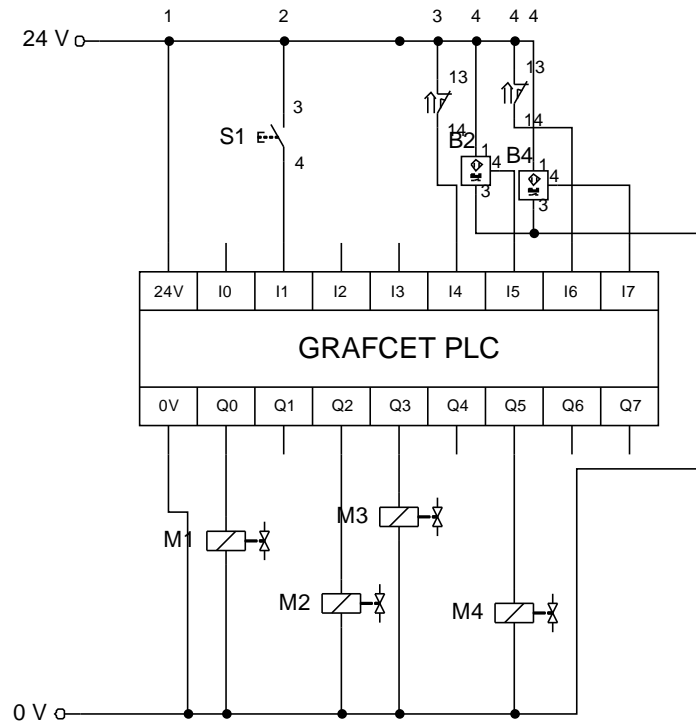 1 2 3 4 4 4
24 V
13 13
3
S1
14 14
B2 B4
4
1 1
4 4
3 3
24V I0 I1 I2 I3 I4 I5 I6 I7
GRAFCET PLC
0V Q0 Q1 Q2 Q3 Q4 Q5 Q6 Q7
M3
M1
M2 M4
0 V